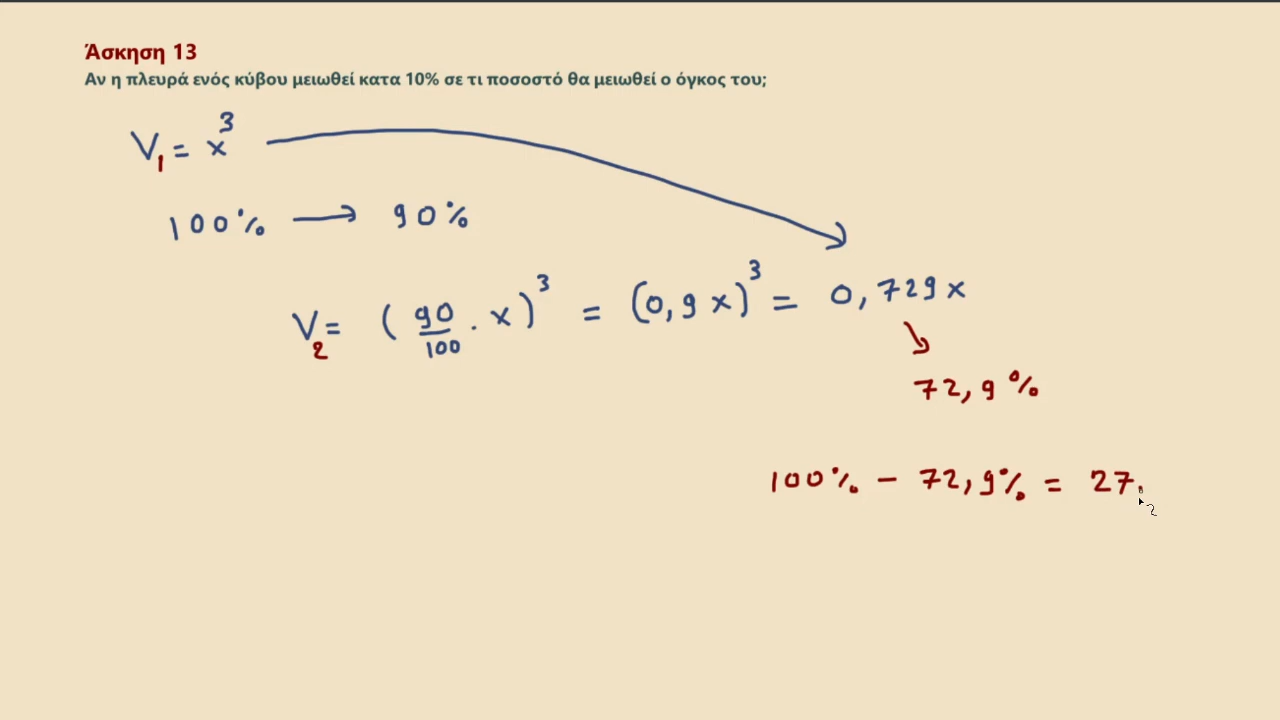 Άσκηση 13
Αν η πλευρά ενός κύβου μειωθεί κατα 10% σε τι ποσοστό θα μειωθεί ο όγκος του;
V₁ = x³
100% → 90%
V₂ = (90/100 · x)³ = (0,9 x)³ = 0,729x
72,9%
100% - 72,9% = 27,